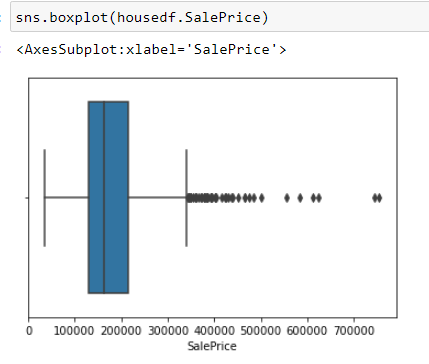 sns.boxplot(housedf.SalePrice)
<AxesSubplot:xlabel='SalePrice'>
0 100000 200000 300000 400000 500000 600000 700000
SalePrice